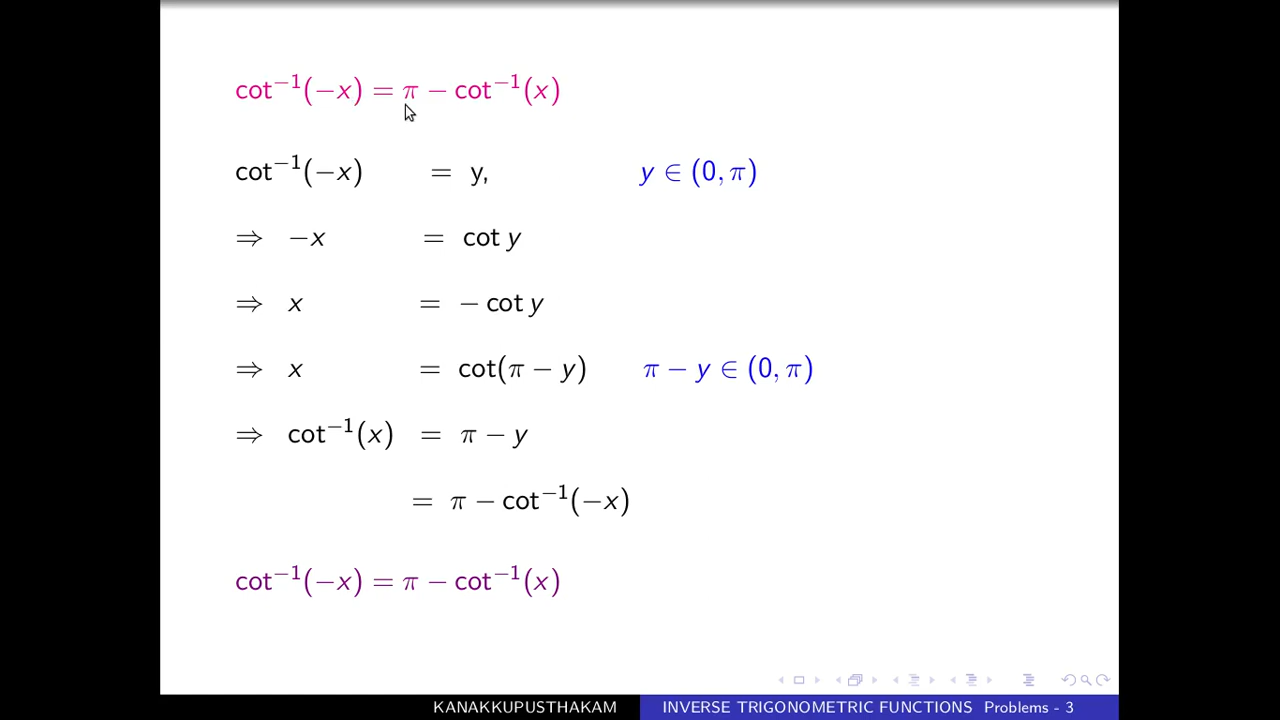 cot⁻¹(−x) = π − cot⁻¹(x)
cot⁻¹(−x) = y, y ∈ (0, π)
⇒ −x = cot y
⇒ x = − cot y
⇒ x = cot(π − y) π − y ∈ (0, π)
⇒ cot⁻¹(x) = π − y
= π − cot⁻¹(−x)
cot⁻¹(−x) = π − cot⁻¹(x)
KANAKKUPUSTHAKAM INVERSE TRIGONOMETRIC FUNCTIONS Problems - 3